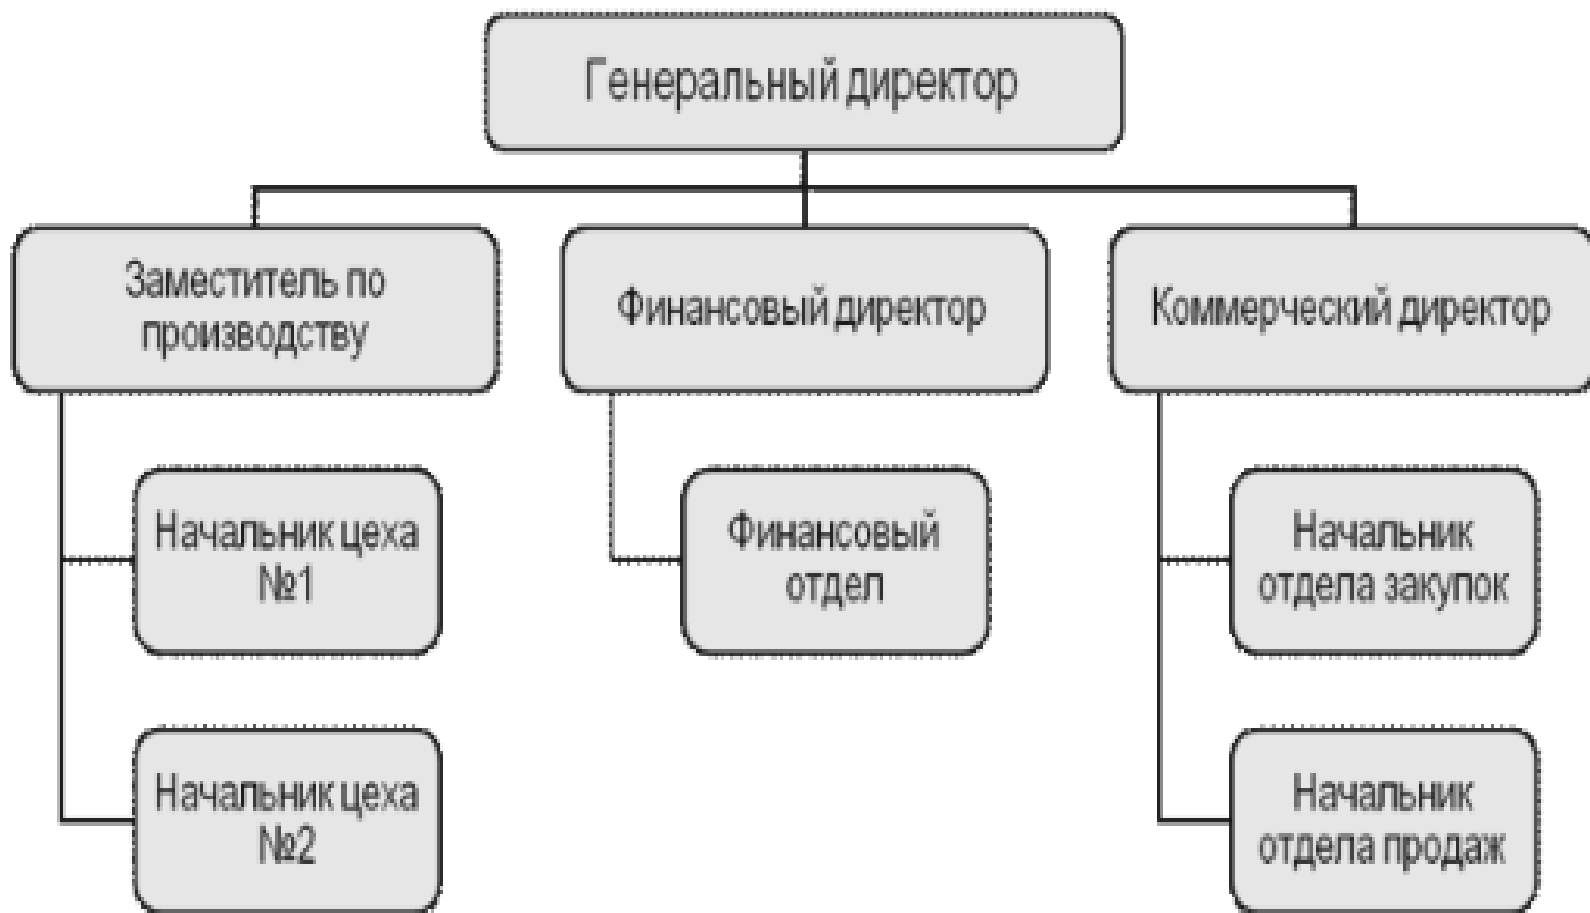 Генеральный директор
Заместитель по
производству
Финансовый директор
Коммерческий директор
Начальник цеха
№1
Финансовый
отдел
Начальник
отдела закупок
Начальник цеха
№2
Начальник
отдела продаж